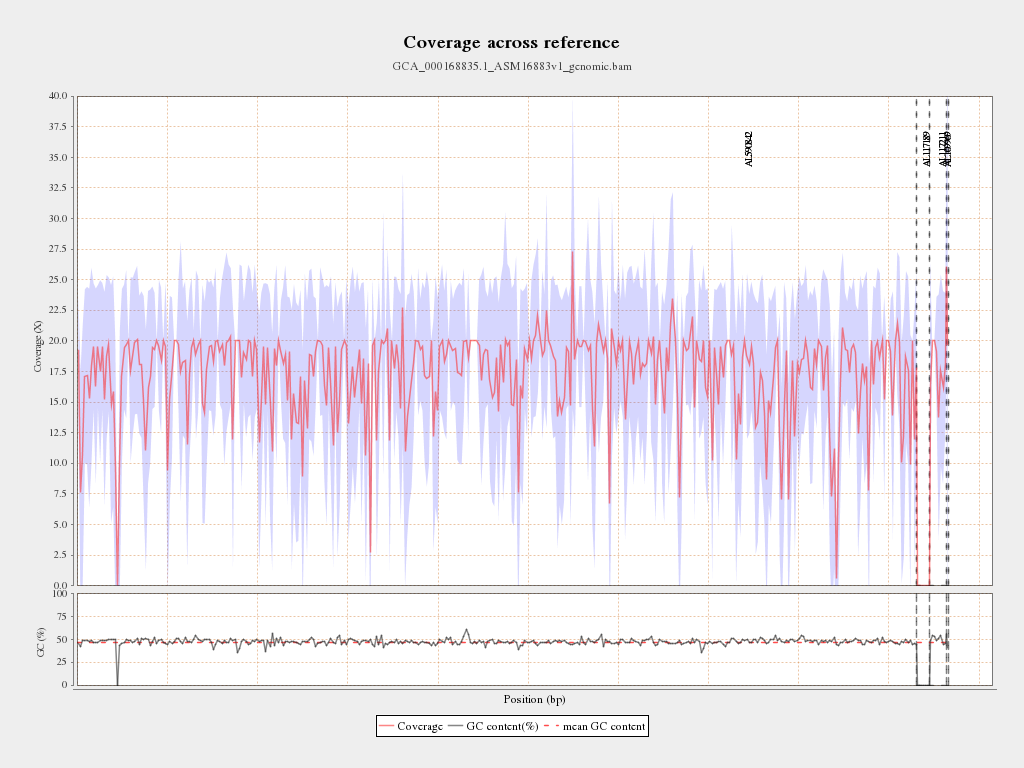 Coverage across reference
GCA_000168835.1_ASM16883v1_genomic.bam
40.0
37.5
35.0
32.5
30.0
27.5
25.0
22.5
20.0
17.5
15.0
12.5
10.0
7.5
5.0
2.5
0.0
Coverage (X)
AL590842
AL117189
AL117211
100
75
50
25
0
GC (%)
Position (bp)
Coverage GC content(%) mean GC content